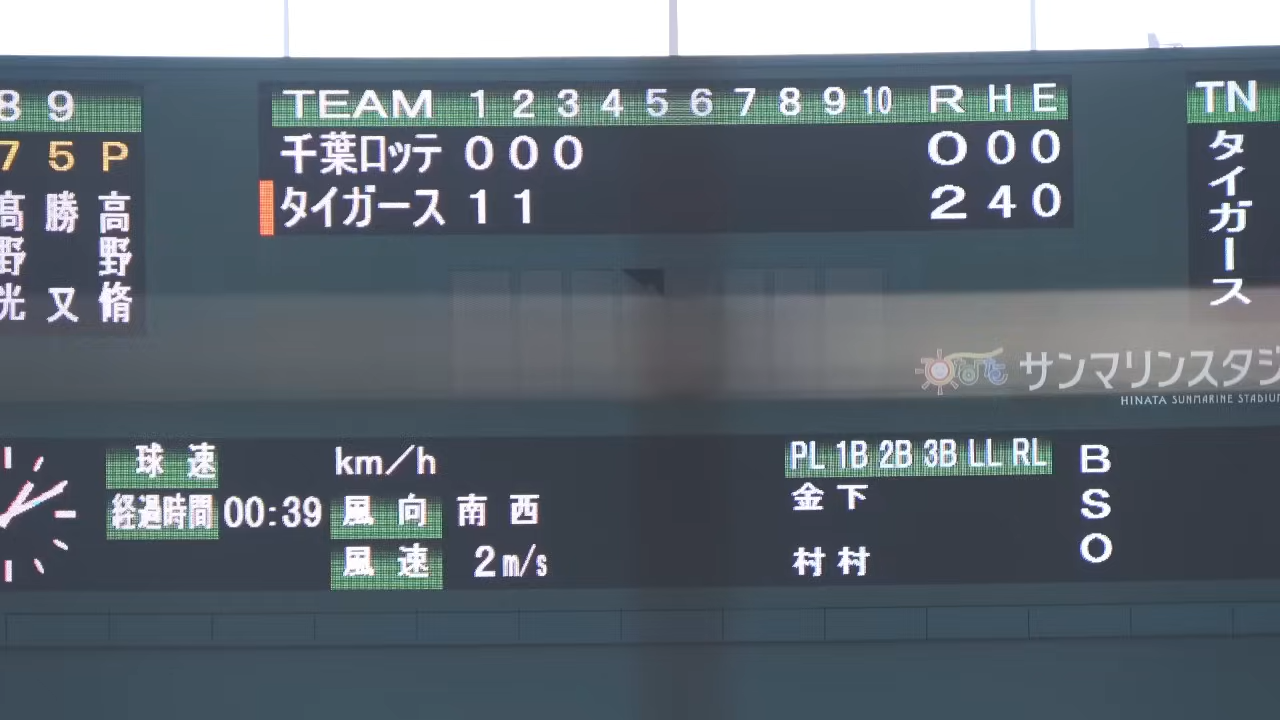 8 9
7 5 P
高野光
勝又
高野脩
TEAM 1 2 3 4 5 6 7 8 9 10 R H E
千葉ロッテ 0 0 0 0 0 0
タイガース 1 1 2 4 0
TN
タイガース
サンマリンスタジ
HINATA SUNMARINE STADIUM
球速 km/h
経過時間 00:39 風向 南西
風速 2m/s
PL 1B 2B 3B LL RL
金村
下村
B
S
O